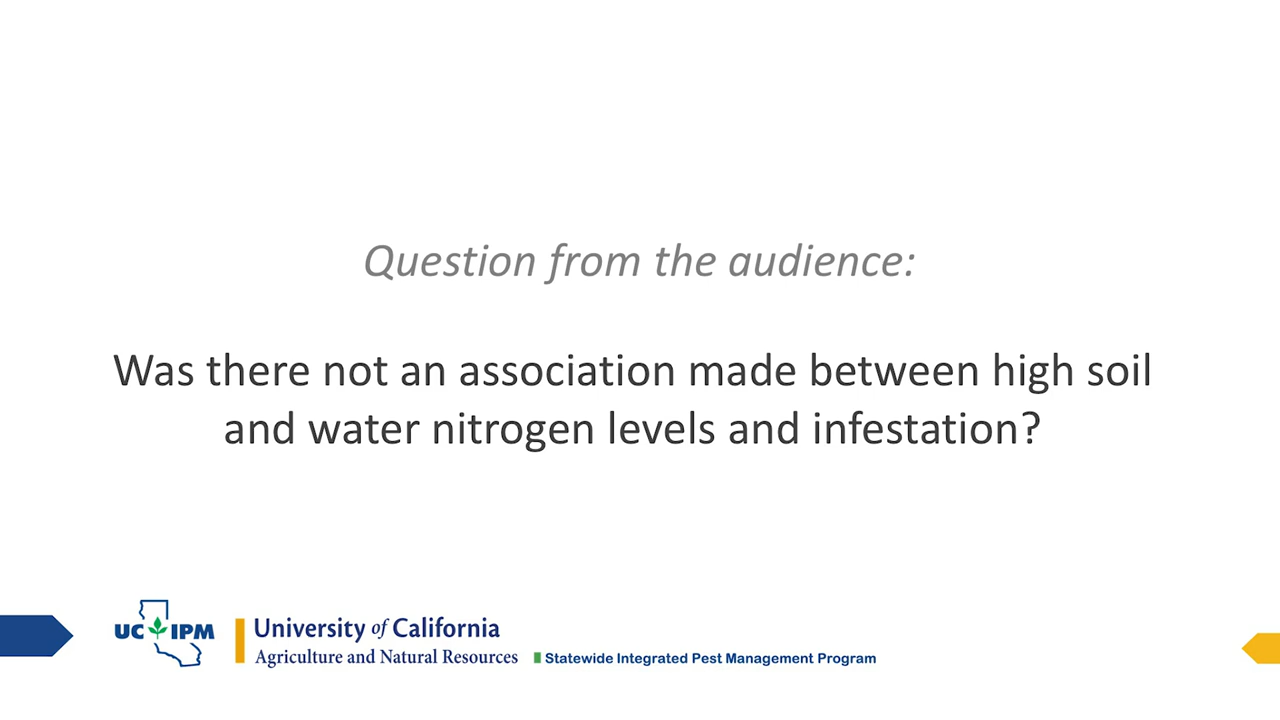 Question from the audience:
Was there not an association made between high soil
and water nitrogen levels and infestation?
UC IPM
University of California
Agriculture and Natural Resources
Statewide Integrated Pest Management Program